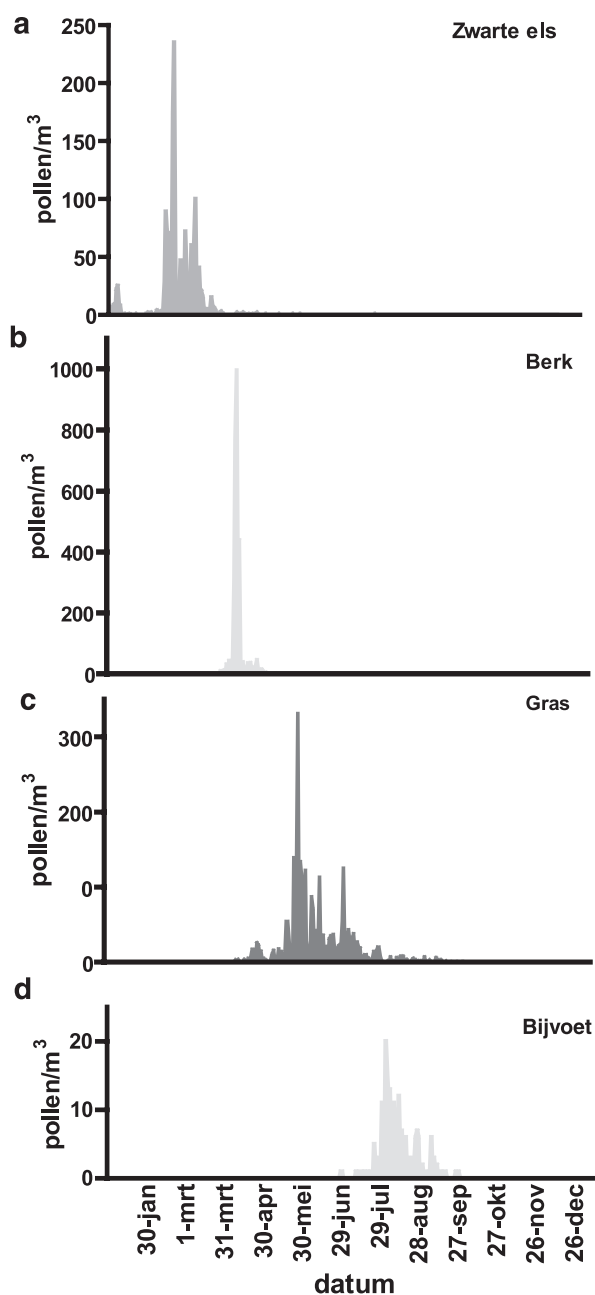 a
Zwarte els
250
200
150
100
50
0
pollen/m³
b
Berk
1000
800
600
400
200
0
pollen/m³
c
Gras
300
200
0
0
pollen/m³
d
Bijvoet
20
10
0
pollen/m³
30-jan
1-mrt
31-mrt
30-apr
30-mei
29-jun
29-jul
28-aug
27-sep
27-okt
26-nov
26-dec
datum